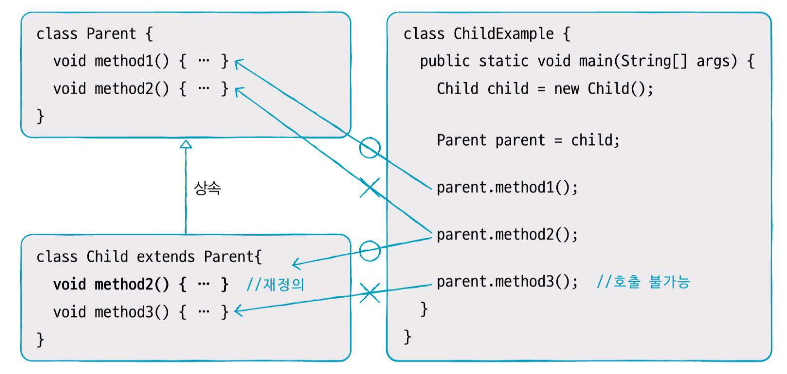 class Parent {
void method1() { … }
void method2() { … }
}
상속
class Child extends Parent{
void method2() { … } //재정의
void method3() { … }
}
class ChildExample {
public static void main(String[] args) {
Child child = new Child();
Parent parent = child;
parent.method1();
parent.method2();
parent.method3(); //호출 불가능
}
}